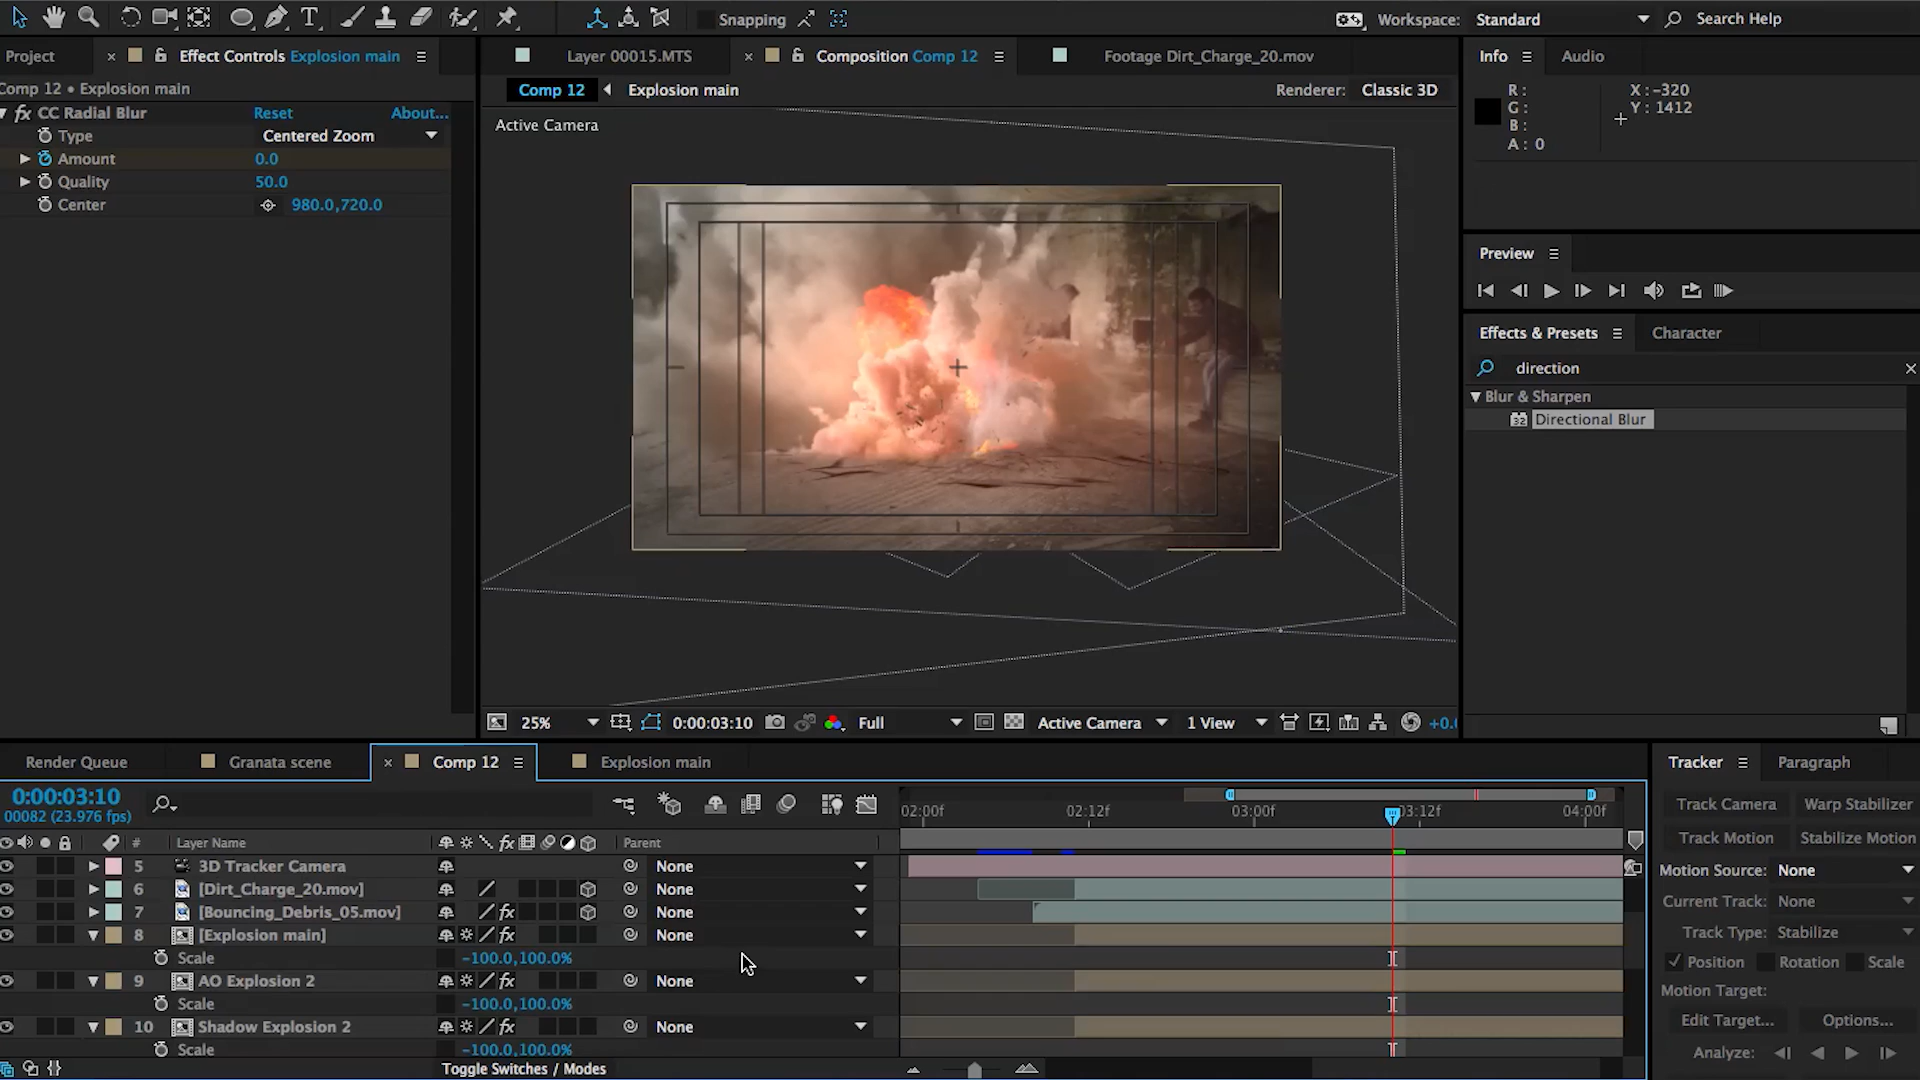 Snapping
Workspace: Standard
Search Help
Project
Effect Controls Explosion main
Layer 00015.MTS
Composition Comp 12
Footage Dirt_Charge_20.mov
Info
Audio
Comp 12 • Explosion main
Comp 12
Explosion main
Renderer: Classic 3D
R :
G :
B :
A : 0
X : -320
Y : 1412
fx CC Radial Blur Reset About...
Type Centered Zoom
Amount 0.0
Quality 50.0
Center 980.0,720.0
Active Camera
Preview
Effects & Presets
Character
direction
Blur & Sharpen
32 Directional Blur
25%
0:00:03:10
Full
Active Camera
1 View
+0.
Render Queue
Granata scene
Comp 12
Explosion main
Tracker
Paragraph
0:00:03:10
00082 (23.976 fps)
02:00f
02:12f
03:00f
03:12f
04:00f
Track Camera
Warp Stabilizer
Track Motion
Stabilize Motion
# Layer Name fx Parent
5 3D Tracker Camera None
6 [Dirt_Charge_20.mov] None
7 [Bouncing_Debris_05.mov] fx None
8 [Explosion main] fx None
Scale -100.0,100.0%
9 AO Explosion 2 fx None
Scale -100.0,100.0%
10 Shadow Explosion 2 fx None
Scale -100.0,100.0%
Toggle Switches / Modes
Motion Source: None
Current Track: None
Track Type: Stabilize
Position Rotation Scale
Motion Target:
Edit Target... Options...
Analyze: